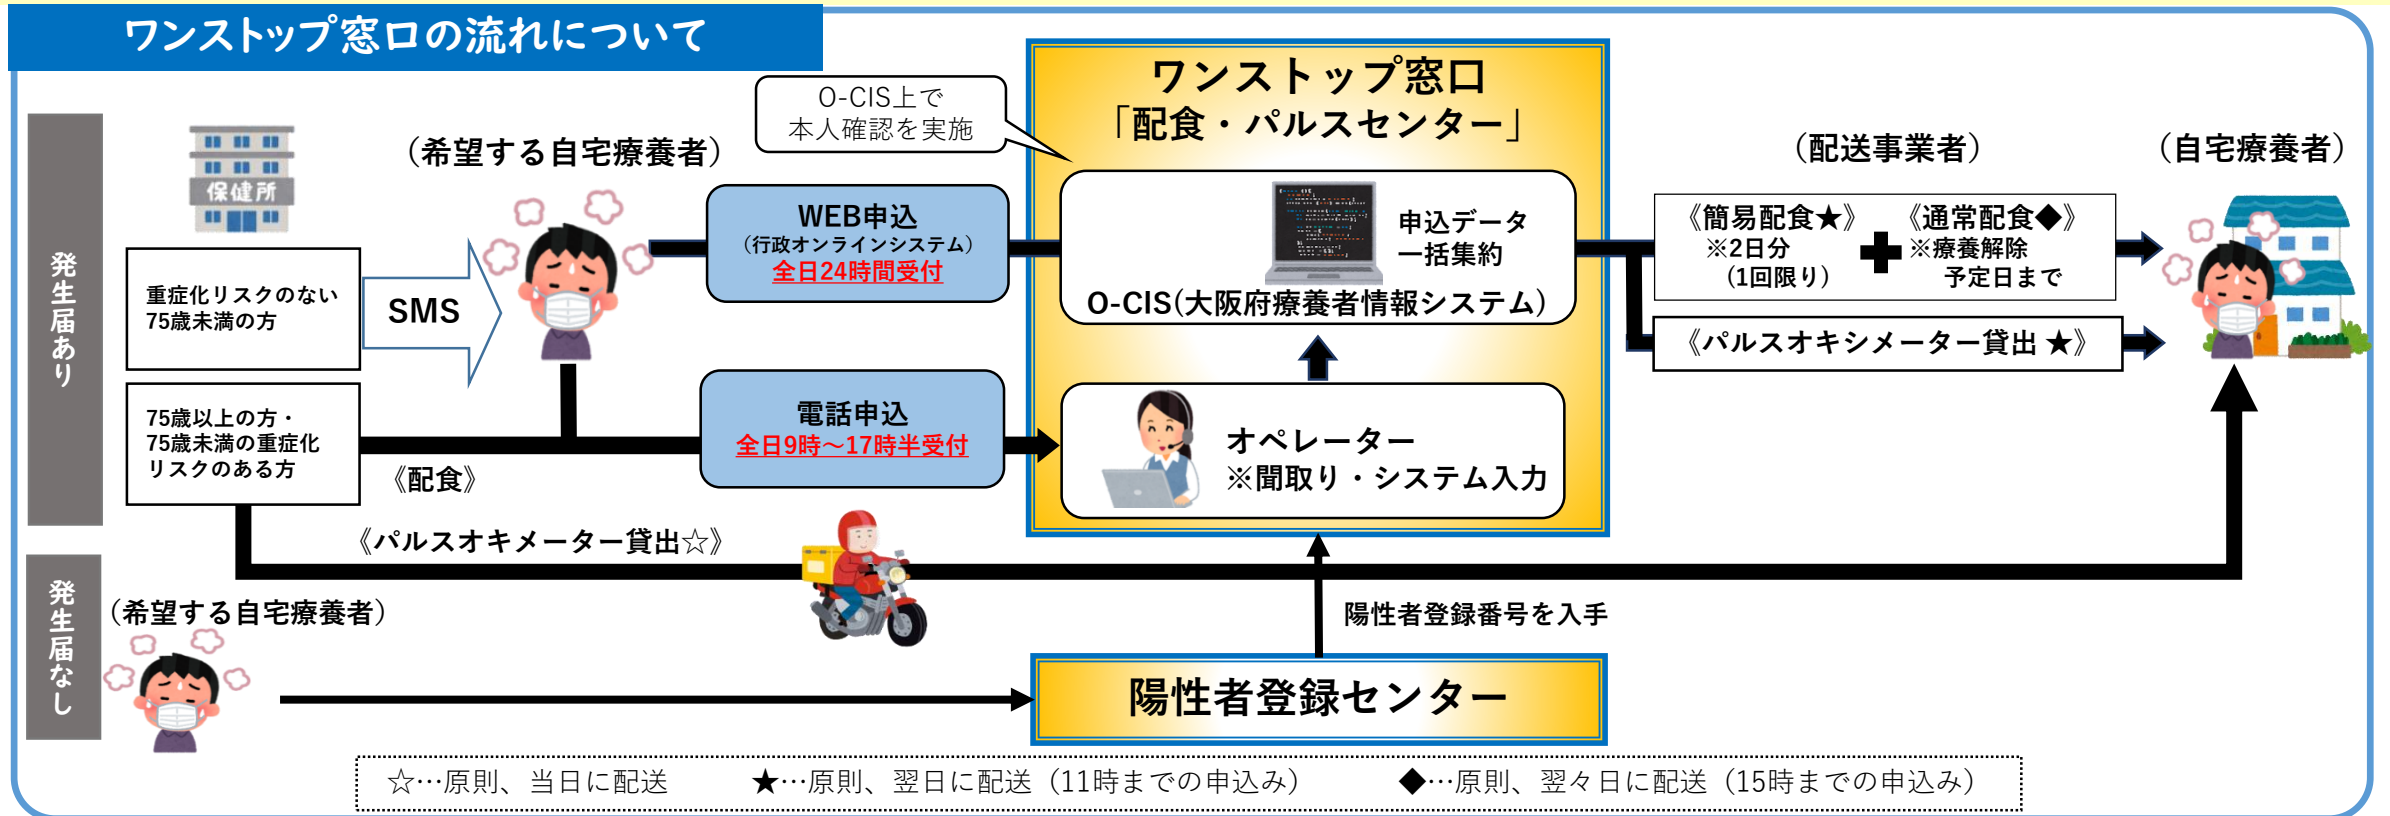 ワンストップ窓口の流れについて
ワンストップ窓口
「配食・パルスセンター」
O-CIS上で
本人確認を実施
発生届あり
保健所
（希望する自宅療養者）
重症化リスクのない
75歳未満の方
SMS
75歳以上の方・
75歳未満の重症化
リスクのある方
WEB申込
（行政オンラインシステム）
全日24時間受付
電話申込
全日9時～17時半受付
《配食》
申込データ
一括集約
O-CIS(大阪府療養者情報システム)
オペレーター
※聞取り・システム入力
（配送事業者）
《簡易配食★》
※2日分
（1回限り）
《通常配食◆》
※療養解除
予定日まで
《パルスオキシメーター貸出 ★》
（自宅療養者）
《パルスオキメーター貸出☆》
発生届なし
（希望する自宅療養者）
陽性者登録番号を入手
陽性者登録センター
☆…原則、当日に配送
★…原則、翌日に配送（11時までの申込み）
◆…原則、翌々日に配送（15時までの申込み）